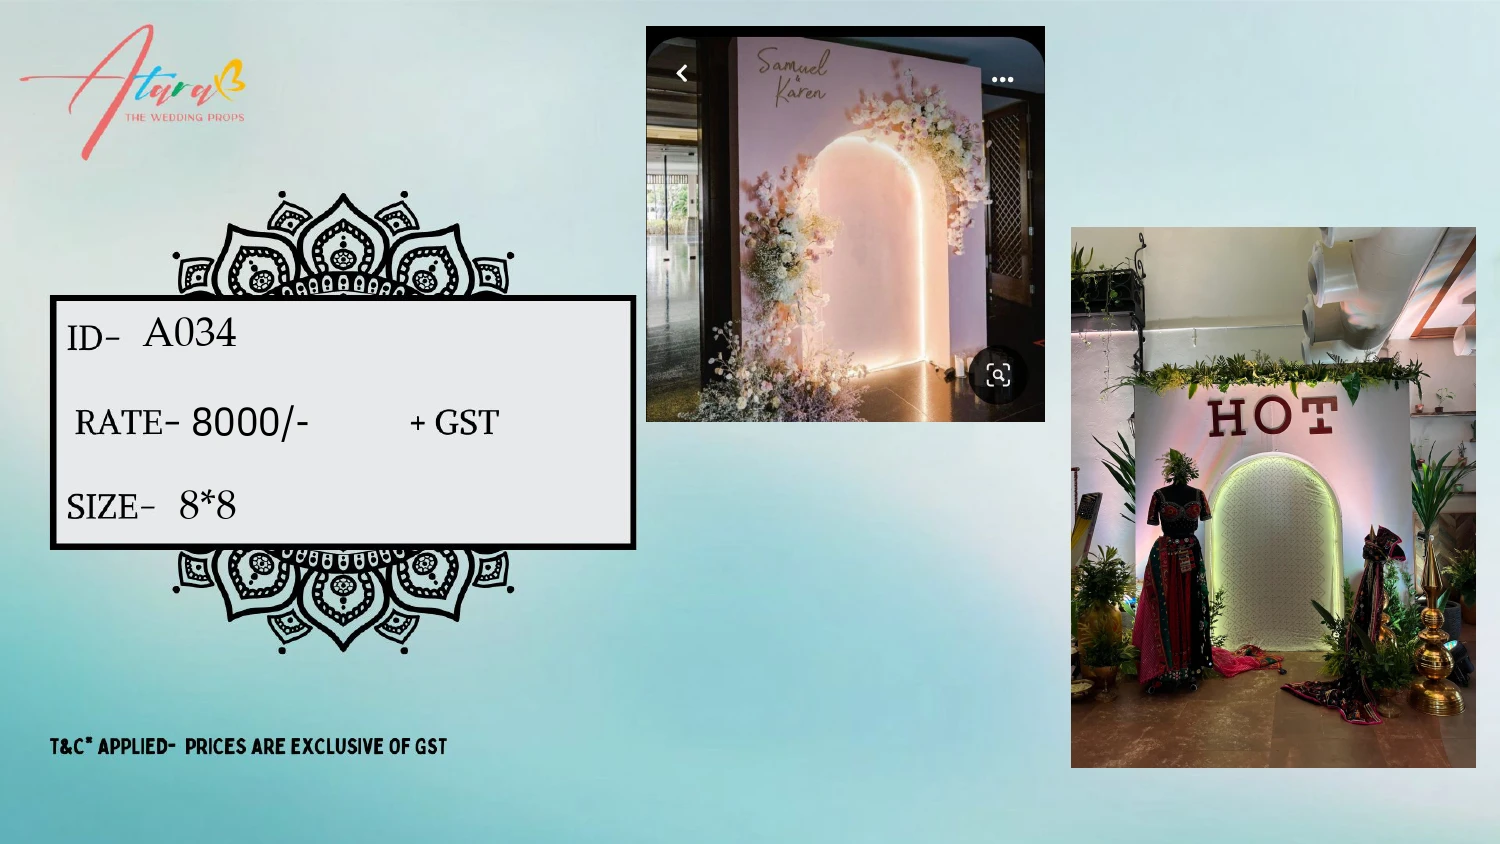 Atara
THE WEDDING PROPS
ID- A034
RATE- 8000/- + GST
SIZE- 8*8
T&C* APPLIED- PRICES ARE EXCLUSIVE OF GST
Samuel
&
Karen
HOT